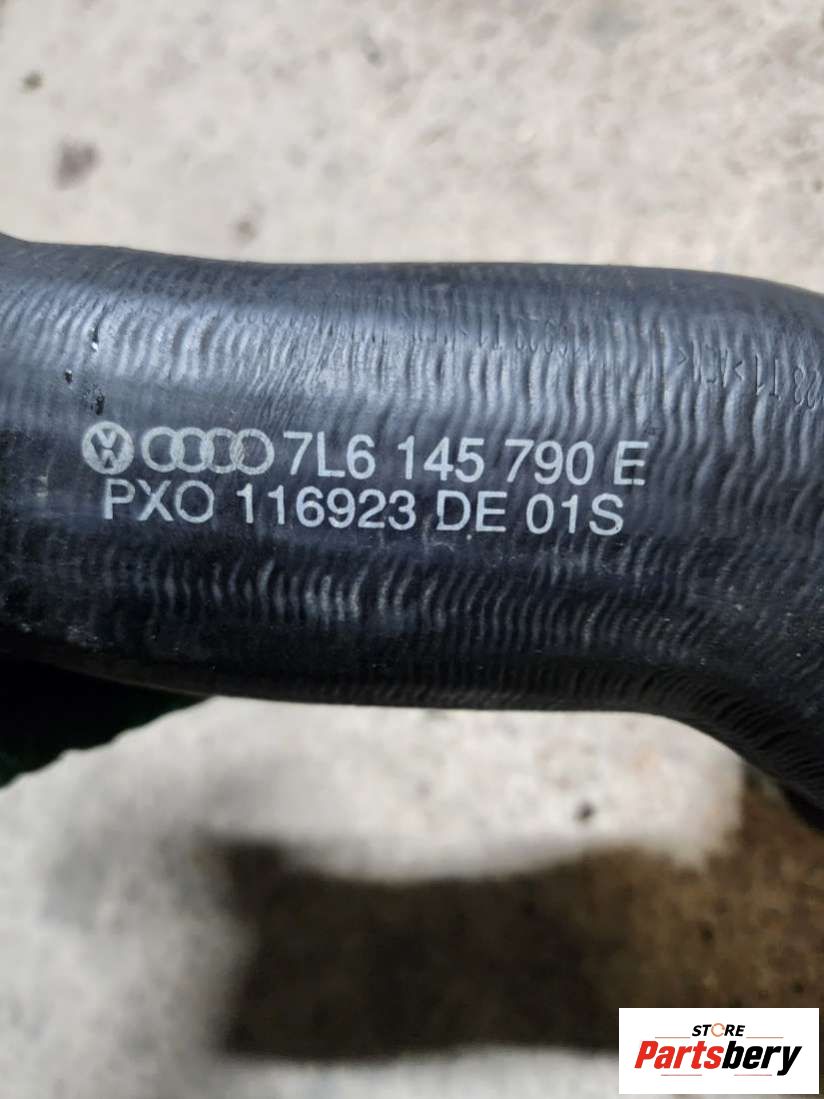 7L6 145 790 E
PXO 116923 DE 01S
STORE
Partsbery